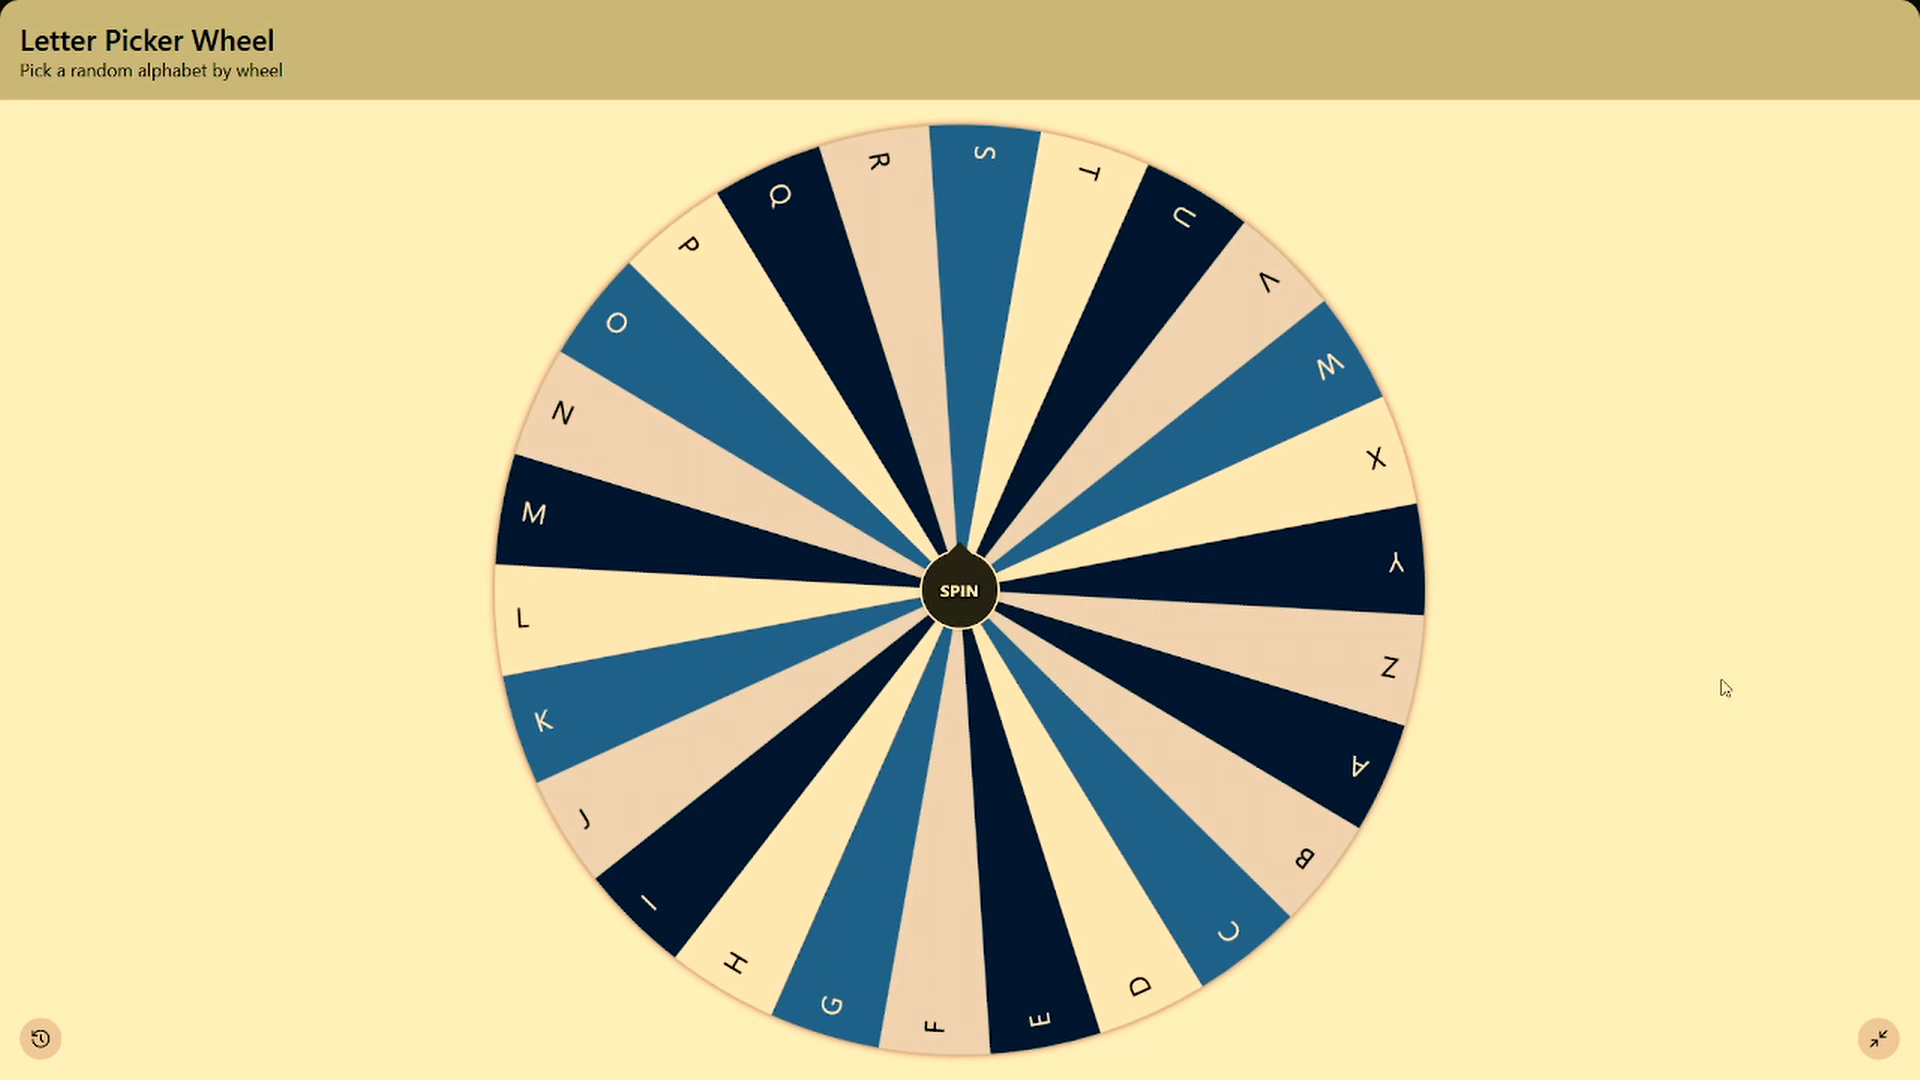 Letter Picker Wheel
Pick a random alphabet by wheel
A
B
C
D
E
F
G
H
I
J
K
L
M
N
O
P
Q
R
S
T
U
V
W
X
Y
Z
SPIN